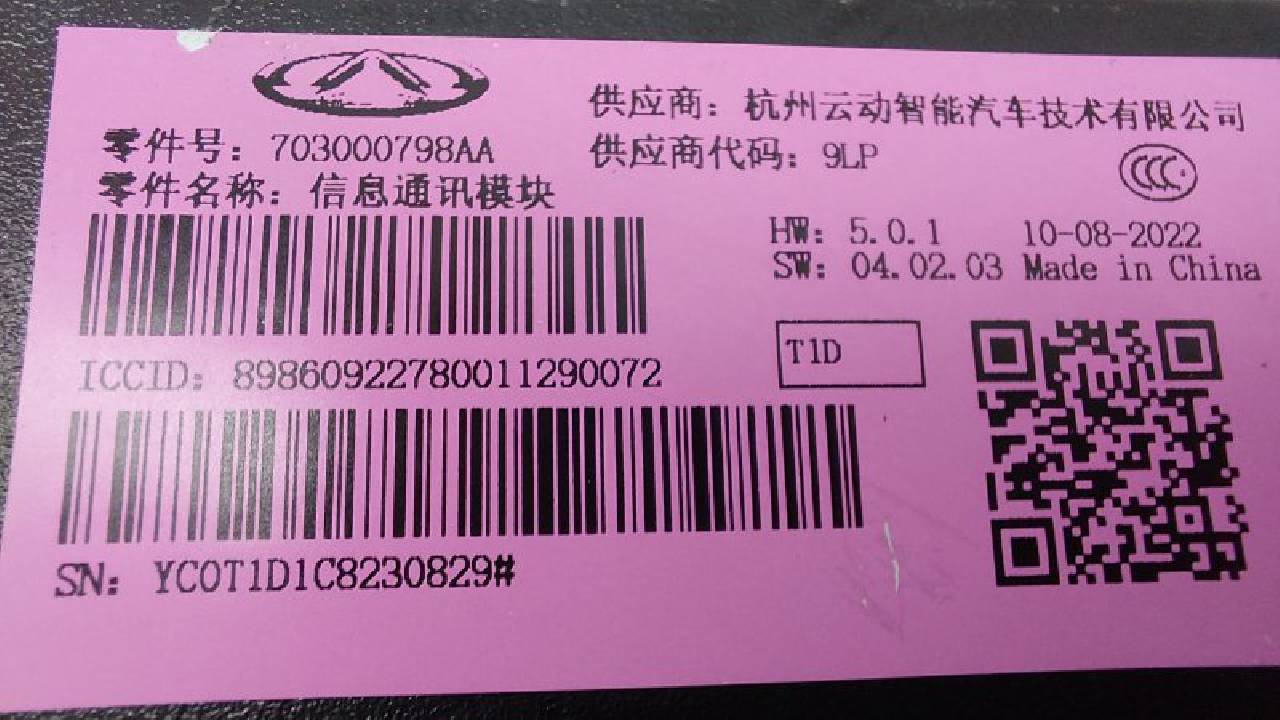 零件号：703000798AA
零件名称：信息通讯模块
供应商：杭州云动智能汽车技术有限公司
供应商代码：9LP
HW: 5.0.1 10-08-2022
SW: 04.02.03 Made in China
T1D
ICCID: 89860922780011290072
SN: YC0T1D1C8230829#